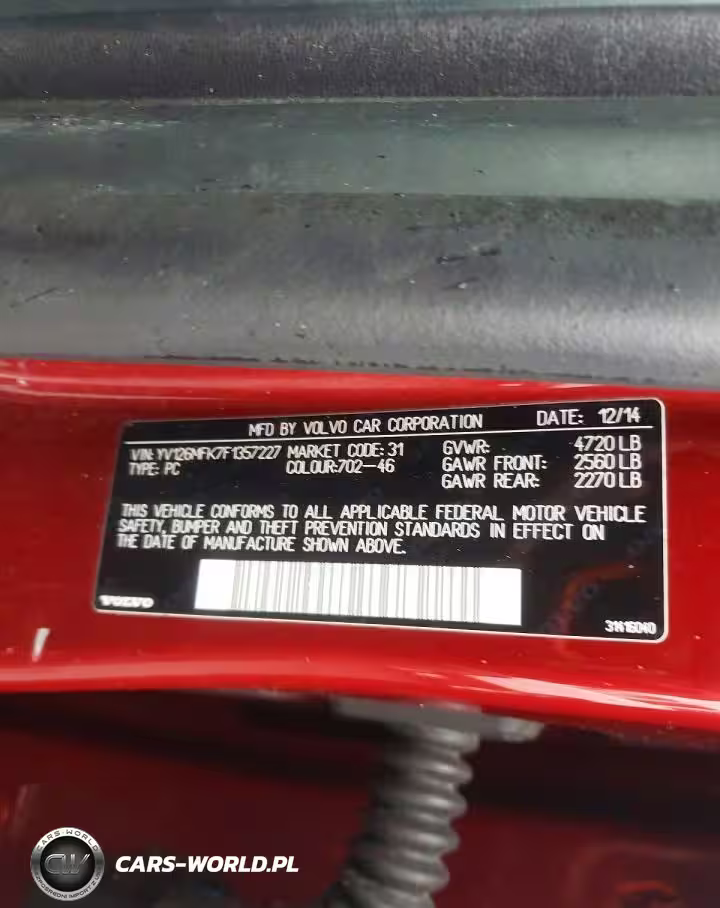 MFD BY VOLVO CAR CORPORATION DATE: 12/14
VIN: YV126MFK7F1357227 MARKET CODE: 31 GVWR: 4720 LB
TYPE: PC COLOUR:702-46 GAWR FRONT: 2560 LB
GAWR REAR: 2270 LB
THIS VEHICLE CONFORMS TO ALL APPLICABLE FEDERAL MOTOR VEHICLE
SAFETY, BUMPER AND THEFT PREVENTION STANDARDS IN EFFECT ON
THE DATE OF MANUFACTURE SHOWN ABOVE.
VOLVO
31416040
CARS-WORLD
CW
CARS-WORLD.PL